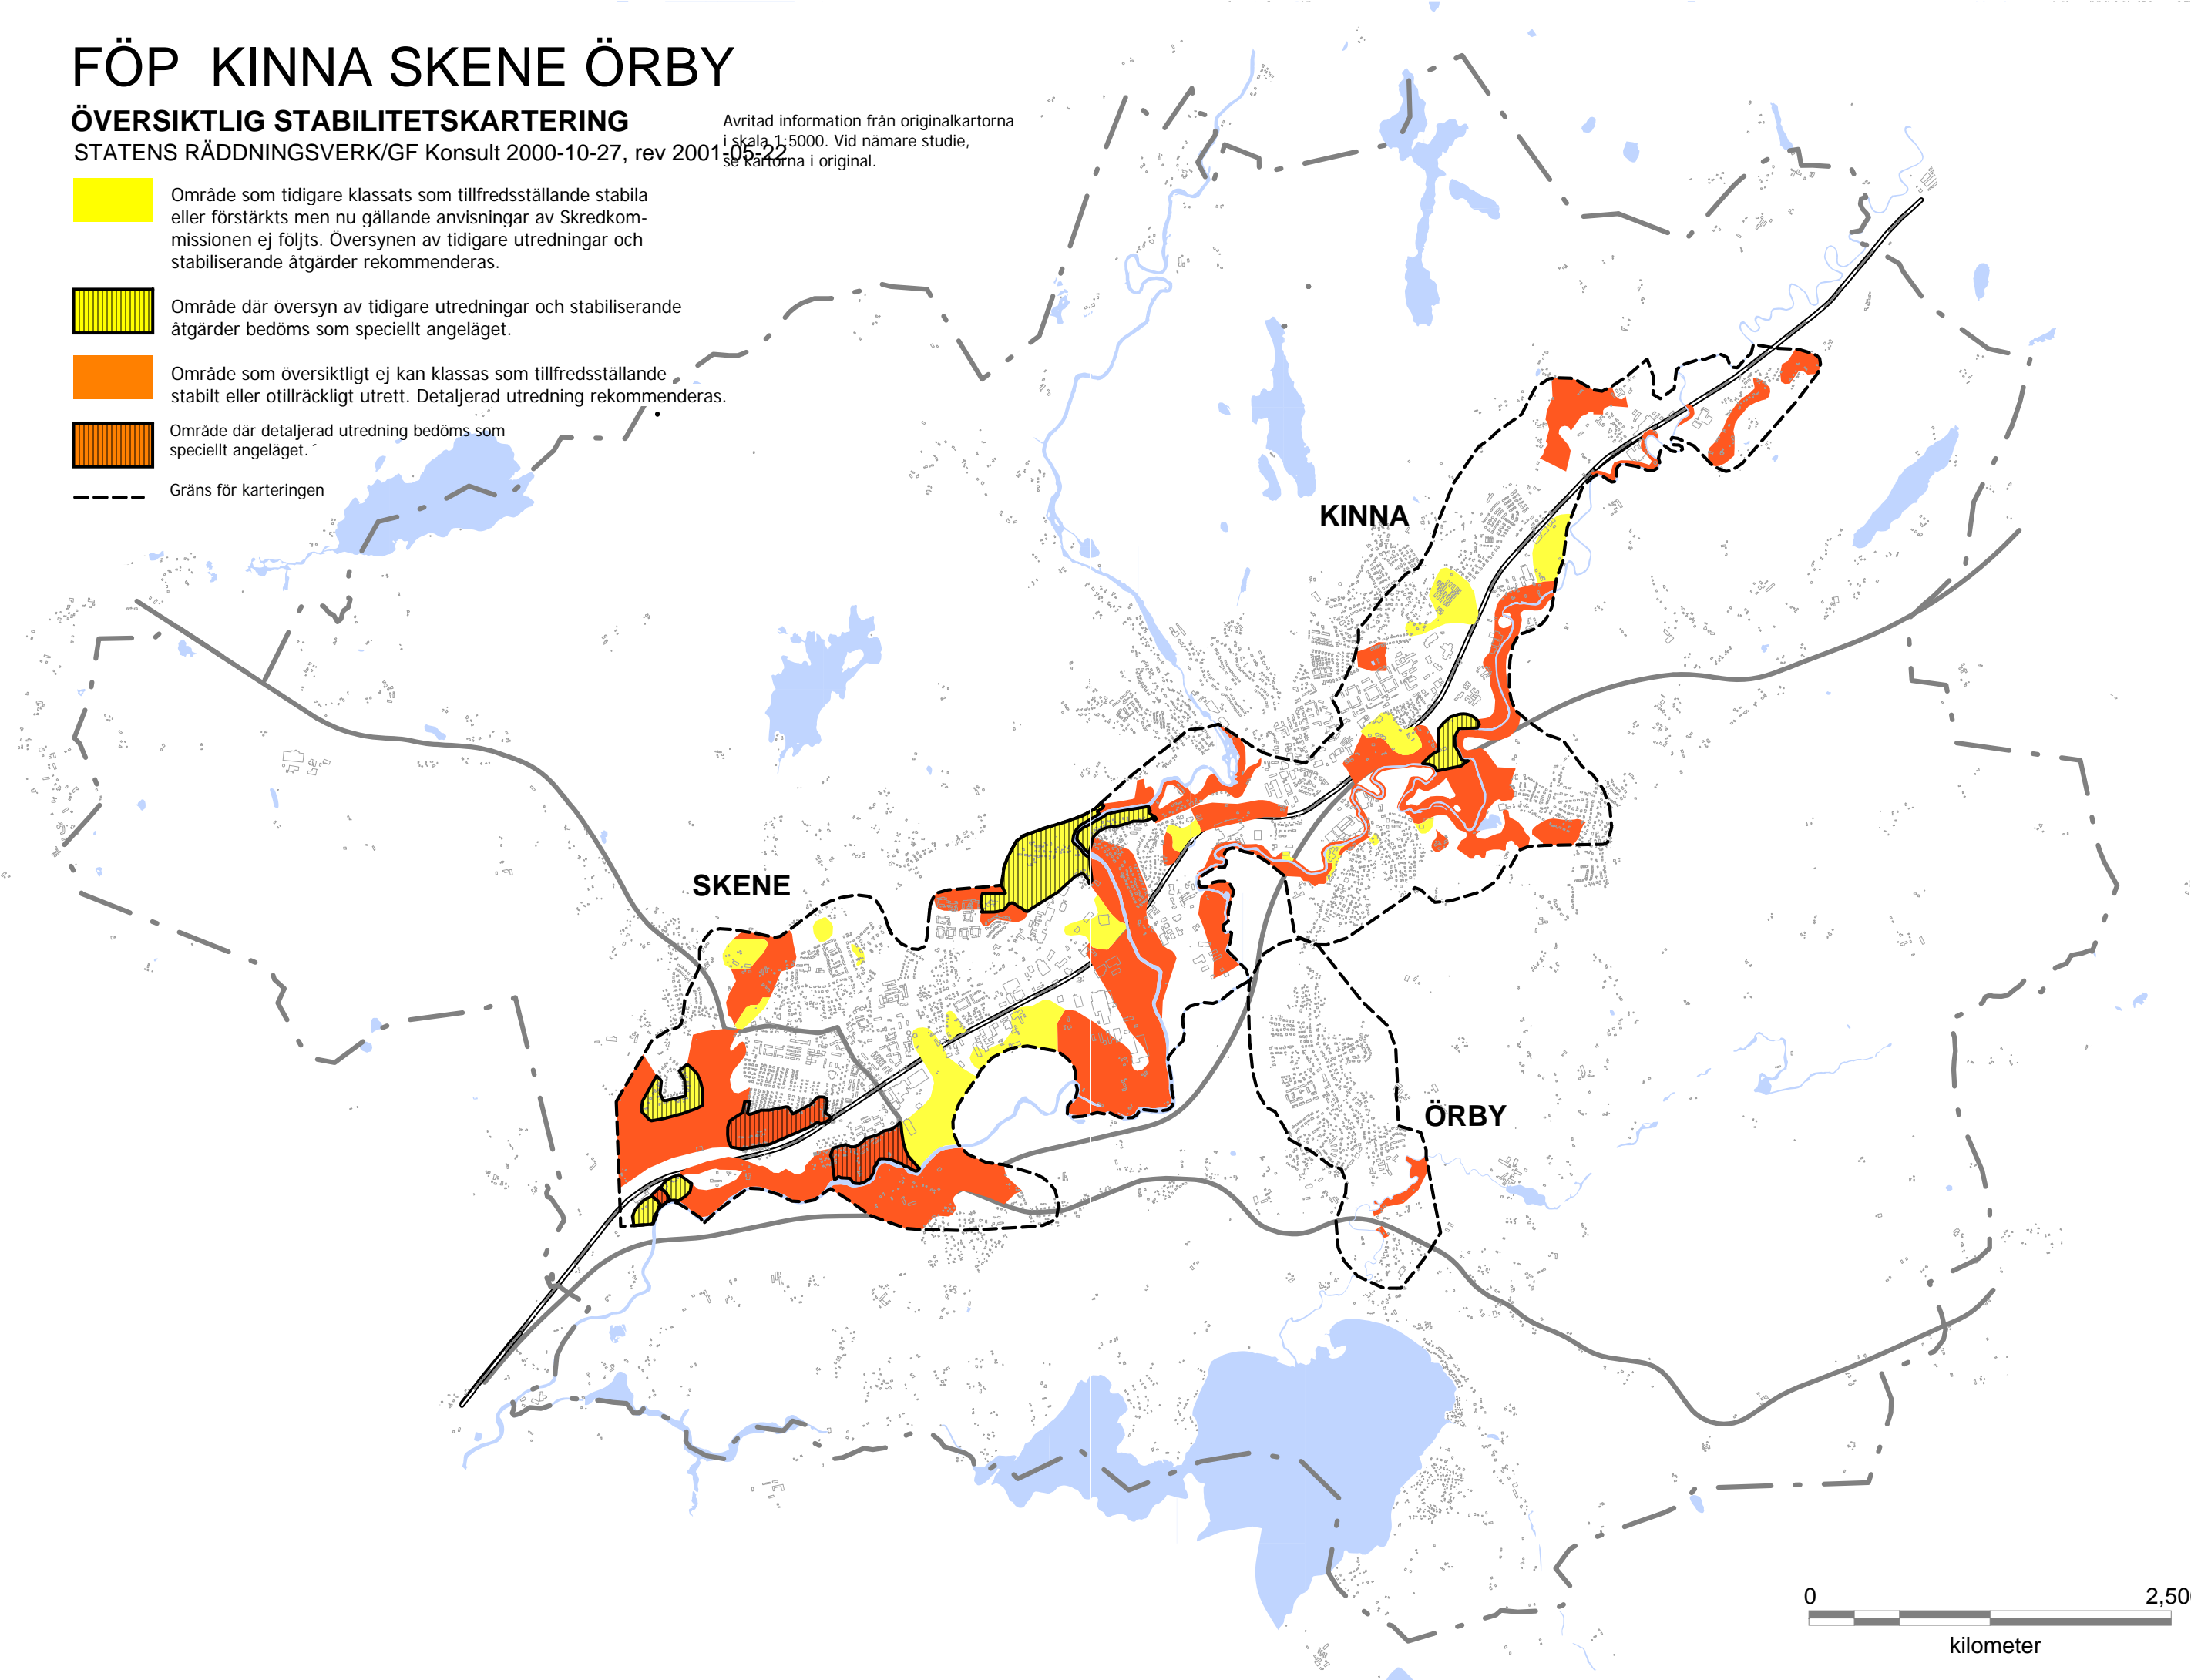 FÖP KINNA SKENE ÖRBY
ÖVERSIKTLIG STABILITETSKARTERING
STATENS RÄDDNINGSVERK/GF Konsult 2000-10-27, rev 2001-05-22
Avritad information från originalkartorna
i skala 1:5000. Vid nämare studie,
se kartorna i original.
Område som tidigare klassats som tillfredsställande stabila
eller förstärkts men nu gällande anvisningar av Skredkom-
missionen ej följts. Översynen av tidigare utredningar och
stabiliserande åtgärder rekommenderas.
Område där översyn av tidigare utredningar och stabiliserande
åtgärder bedöms som speciellt angeläget.
Område som översiktligt ej kan klassas som tillfredsställande
stabilt eller otillräckligt utrett. Detaljerad utredning rekommenderas.
Område där detaljerad utredning bedöms som
speciellt angeläget.´
Gräns för karteringen
KINNA
SKENE
ÖRBY
0 2,50
kilometer